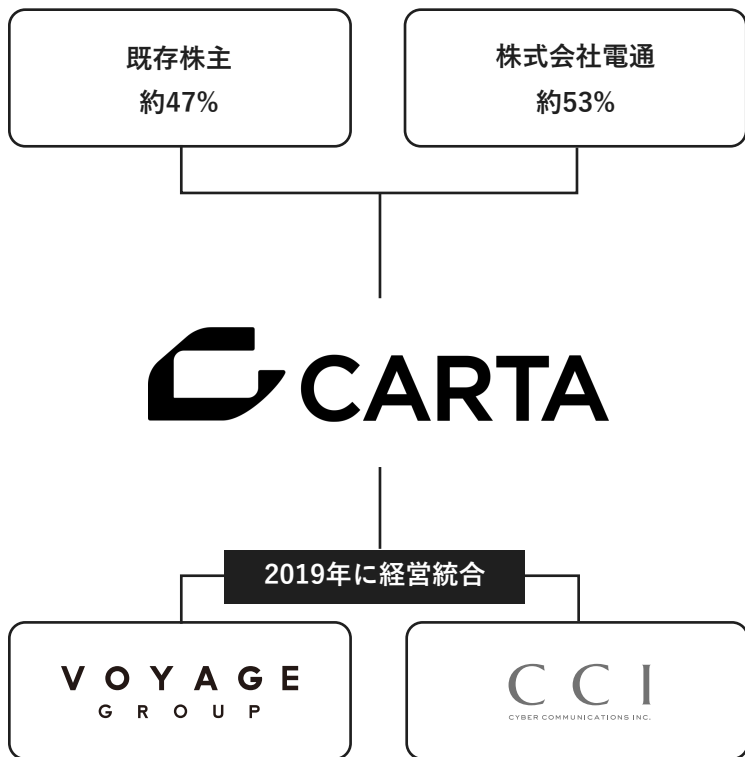 既存株主
約47%
株式会社電通
約53%
CARTA
2019年に経営統合
VOYAGE
GROUP
CCI
CYBER COMMUNICATIONS INC.